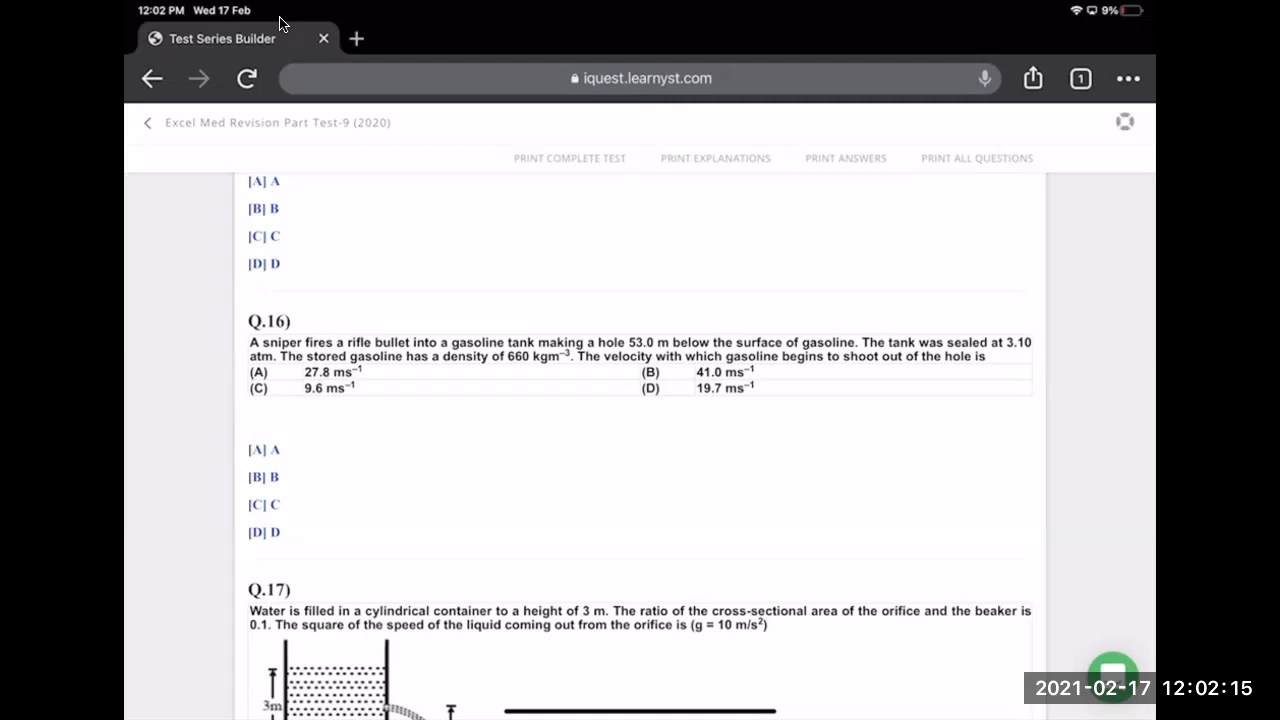 12:02 PM Wed 17 Feb
9%
Test Series Builder
iquest.learnyst.com
1
Excel Med Revision Part Test-9 (2020)
PRINT COMPLETE TEST PRINT EXPLANATIONS PRINT ANSWERS PRINT ALL QUESTIONS
[A] A
[B] B
[C] C
[D] D
Q.16)
A sniper fires a rifle bullet into a gasoline tank making a hole 53.0 m below the surface of gasoline. The tank was sealed at 3.10
atm. The stored gasoline has a density of 660 kgm⁻³. The velocity with which gasoline begins to shoot out of the hole is
(A) 27.8 ms⁻¹ (B) 41.0 ms⁻¹
(C) 9.6 ms⁻¹ (D) 19.7 ms⁻¹
[A] A
[B] B
[C] C
[D] D
Q.17)
Water is filled in a cylindrical container to a height of 3 m. The ratio of the cross-sectional area of the orifice and the beaker is
0.1. The square of the speed of the liquid coming out from the orifice is (g = 10 m/s²)
3m
2021-02-17 12:02:15